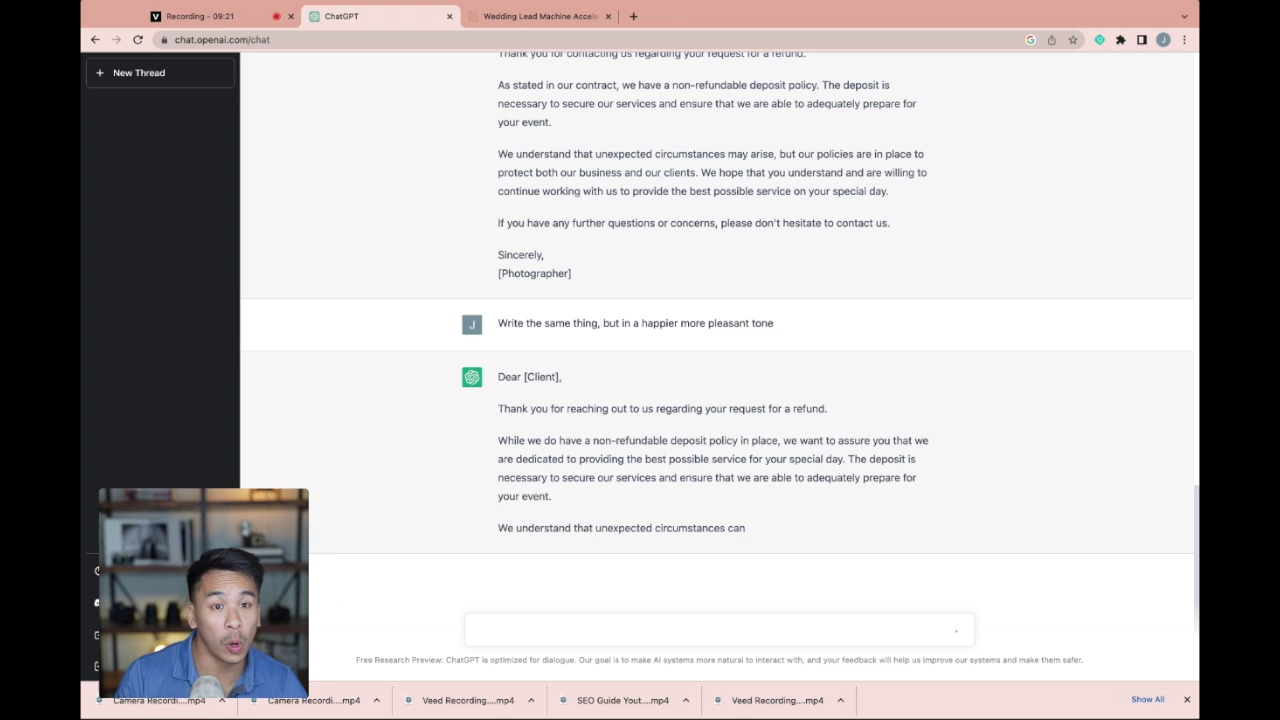 Recording - 09:21
ChatGPT
Wedding Lead Machine Accele
chat.openai.com/chat
J
New Thread
Thank you for contacting us regarding your request for a refund.
As stated in our contract, we have a non-refundable deposit policy. The deposit is
necessary to secure our services and ensure that we are able to adequately prepare for
your event.
We understand that unexpected circumstances may arise, but our policies are in place to
protect both our business and our clients. We hope that you understand and are willing to
continue working with us to provide the best possible service on your special day.
If you have any further questions or concerns, please don't hesitate to contact us.
Sincerely,
[Photographer]
J
Write the same thing, but in a happier more pleasant tone
Dear [Client],
Thank you for reaching out to us regarding your request for a refund.
While we do have a non-refundable deposit policy in place, we want to assure you that we
are dedicated to providing the best possible service for your special day. The deposit is
necessary to secure our services and ensure that we are able to adequately prepare for
your event.
We understand that unexpected circumstances can
Free Research Preview: ChatGPT is optimized for dialogue. Our goal is to make AI systems more natural to interact with, and your feedback will help us improve our systems and make them safer.
Camera Recordi....mp4
Camera Recordi....mp4
Veed Recording....mp4
SEO Guide Yout....mp4
Veed Recording....mp4
Show All